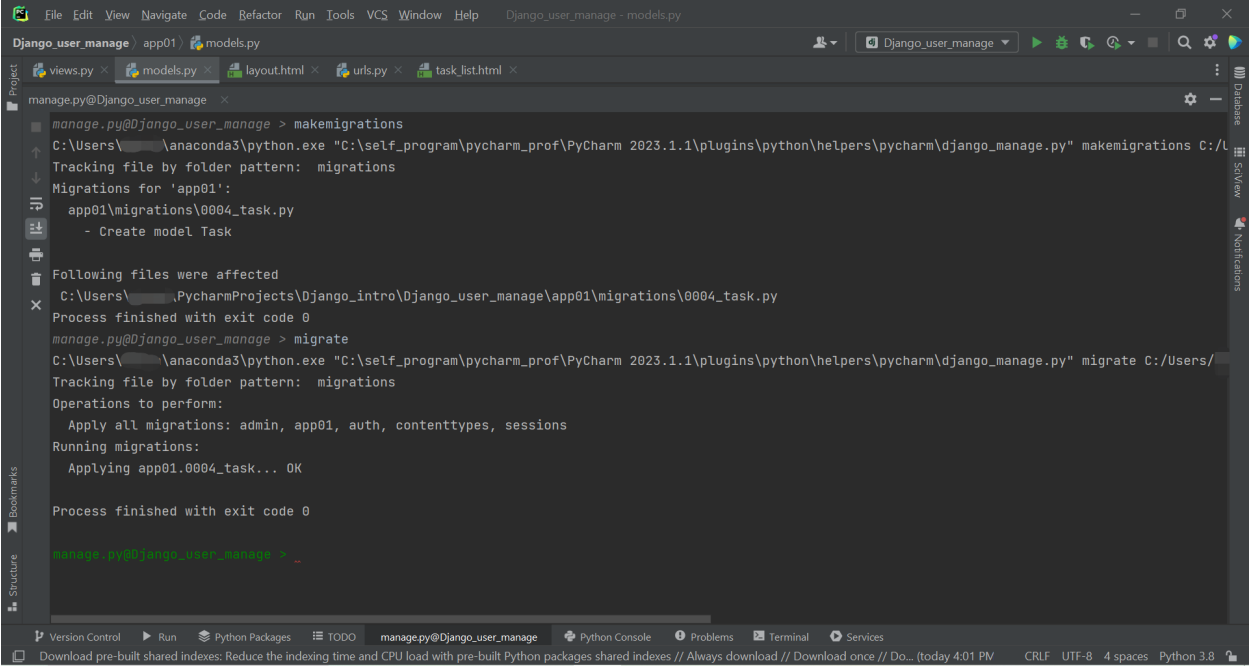 File Edit View Navigate Code Refactor Run Tools VCS Window Help Django_user_manage - models.py
Django_user_manage app01 models.py Django_user_manage
views.py models.py layout.html urls.py task_list.html
manage.py@Django_user_manage
manage.py@Django_user_manage > makemigrations
C:\Users\ \anaconda3\python.exe "C:\self_program\pycharm_prof\PyCharm 2023.1.1\plugins\python\helpers\pycharm\django_manage.py" makemigrations C:/U
Tracking file by folder pattern:  migrations
Migrations for 'app01':
app01\migrations\0004_task.py
- Create model Task
Following files were affected
C:\Users\ \PycharmProjects\Django_intro\Django_user_manage\app01\migrations\0004_task.py
Process finished with exit code 0
manage.py@Django_user_manage > migrate
C:\Users\ \anaconda3\python.exe "C:\self_program\pycharm_prof\PyCharm 2023.1.1\plugins\python\helpers\pycharm\django_manage.py" migrate C:/Users/
Tracking file by folder pattern:  migrations
Operations to perform:
Apply all migrations: admin, app01, auth, contenttypes, sessions
Running migrations:
Applying app01.0004_task... OK
Process finished with exit code 0
manage.py@Django_user_manage >
Project
Bookmarks
Structure
Database
SciView
Notifications
Version Control Run Python Packages TODO manage.py@Django_user_manage Python Console Problems Terminal Services
Download pre-built shared indexes: Reduce the indexing time and CPU load with pre-built Python packages shared indexes // Always download // Download once // Do... (today 4:01 PM CRLF UTF-8 4 spaces Python 3.8